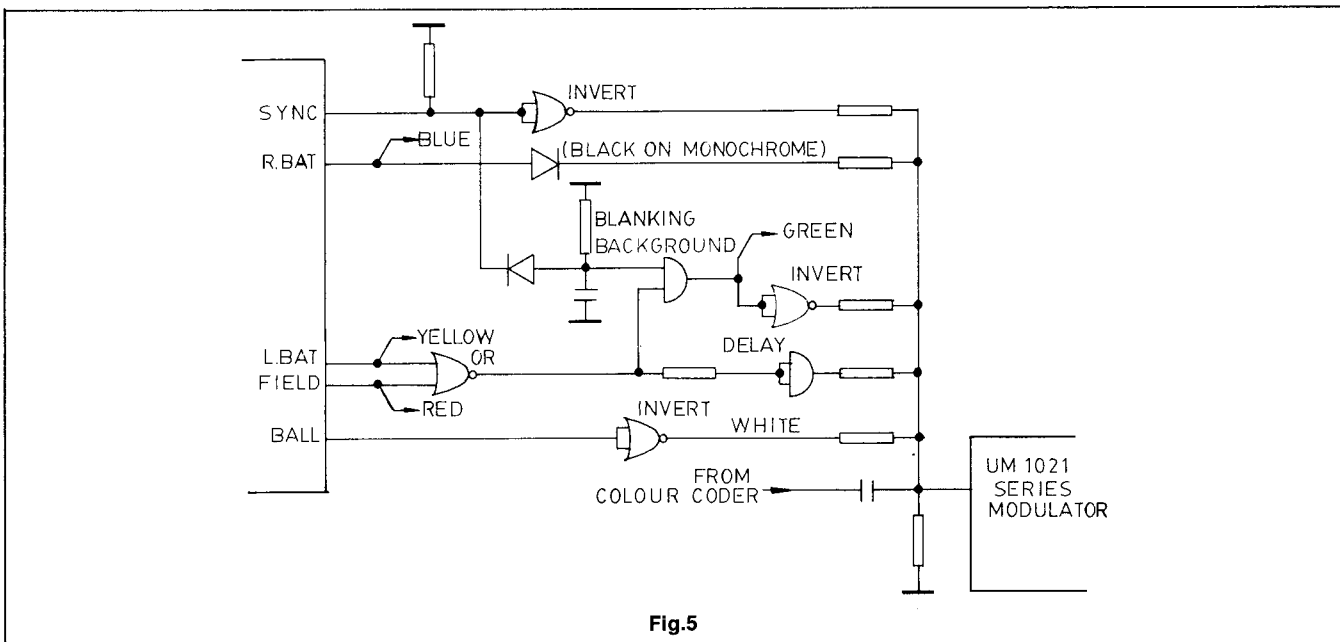 INVERT
SYNC
BLUE
R.BAT
(BLACK ON MONOCHROME)
BLANKING
BACKGROUND
GREEN
INVERT
YELLOW
L.BAT
OR
DELAY
FIELD
RED
INVERT
BALL
WHITE
FROM
COLOUR CODER
UM 1021
SERIES
MODULATOR
Fig.5